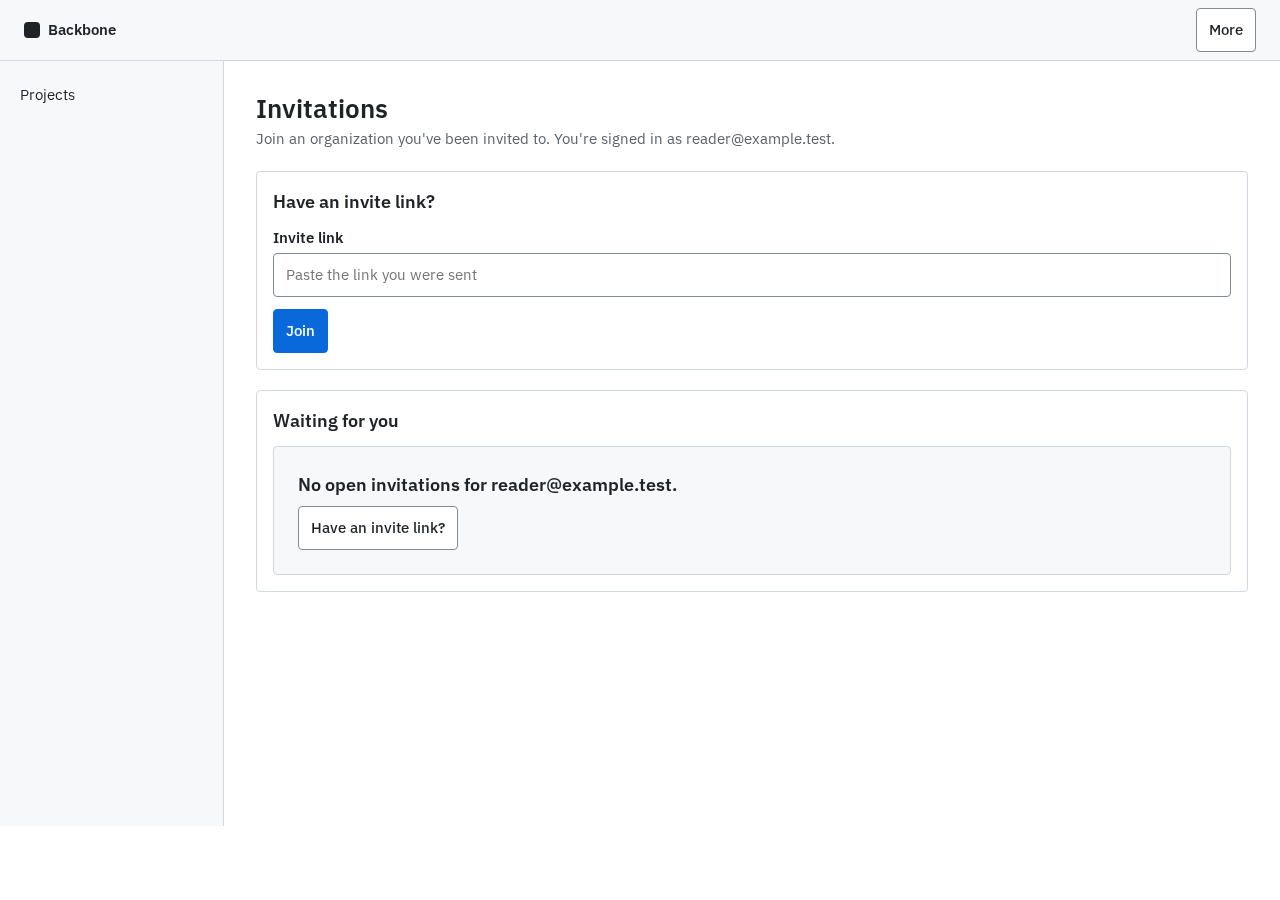 Backbone
More
Projects
Invitations
Join an organization you've been invited to. You're signed in as reader@example.test.
Have an invite link?
Invite link
Paste the link you were sent
Join
Waiting for you
No open invitations for reader@example.test.
Have an invite link?